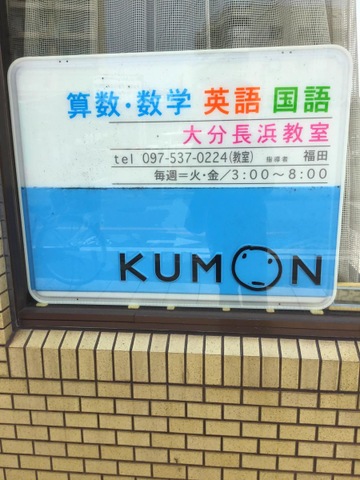 算数・数学 英語 国語
大分長浜教室
tel 097-537-0224(教室) 指導者 福田
毎週=火・金/3:00〜8:00
KUMON